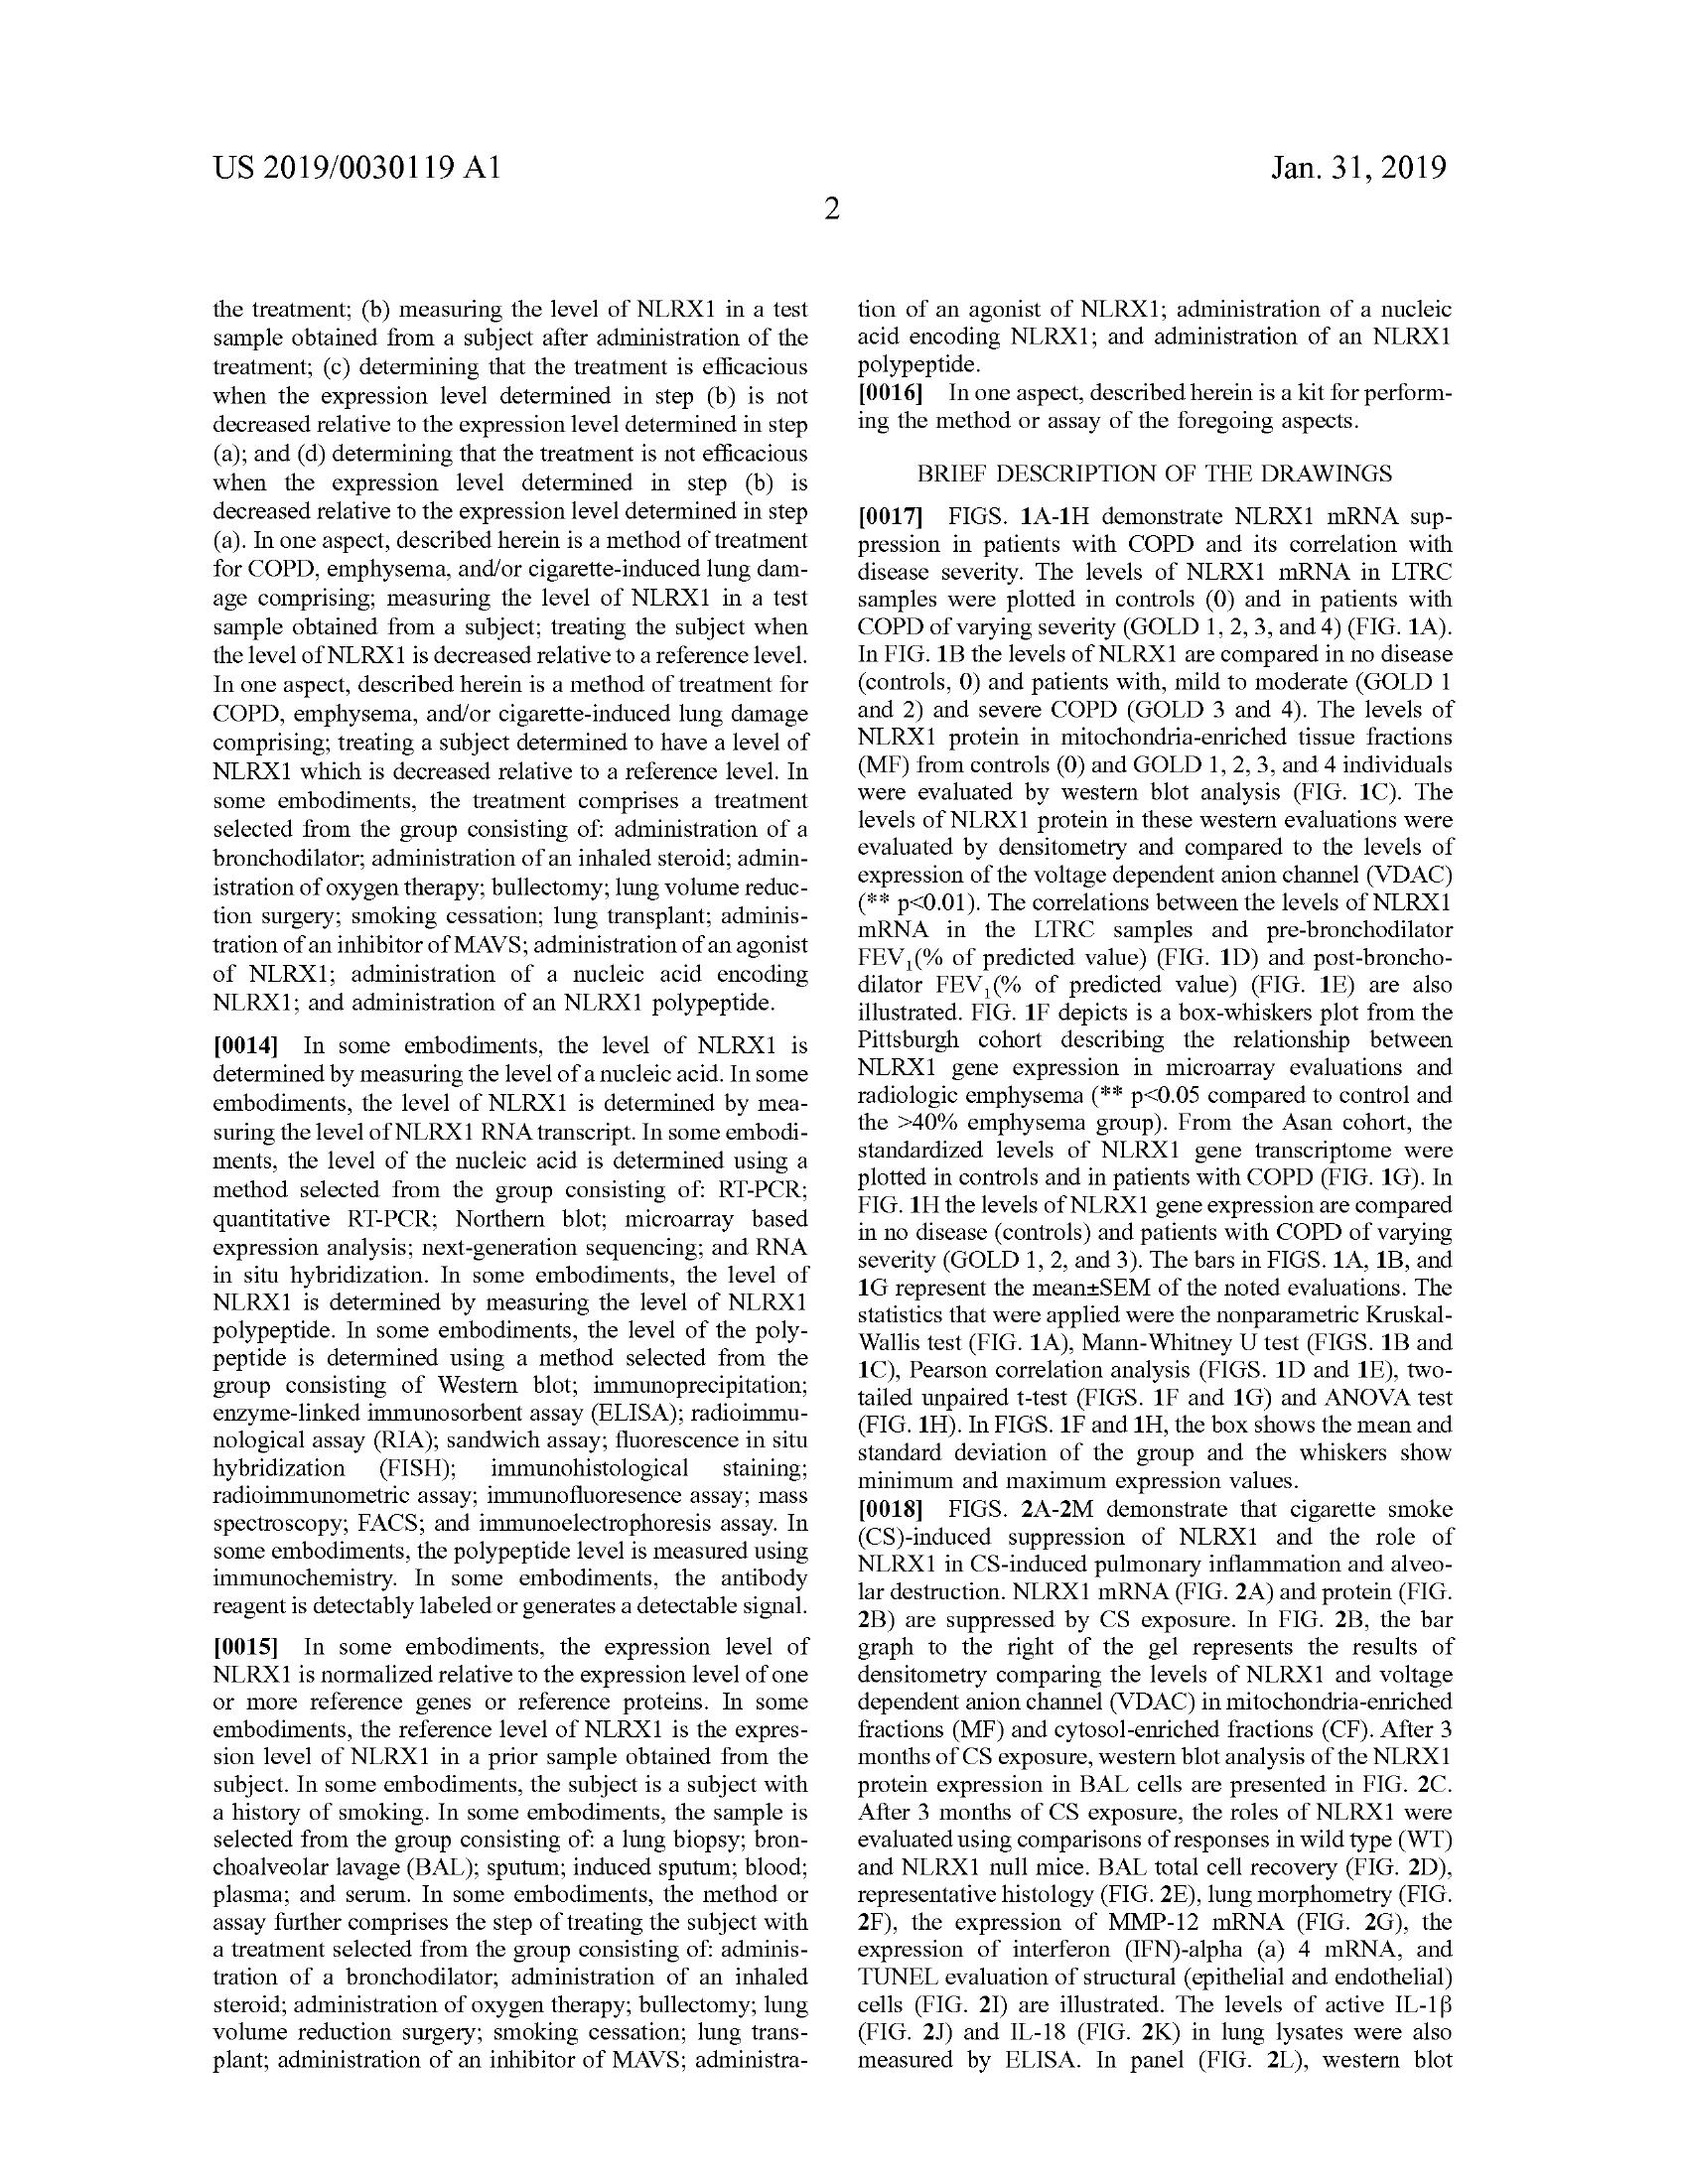 US 2019/0030119 A1
Jan. 31, 2019
2
the treatment; (b) measuring the level of NLRX1 in a test
sample obtained from a subject after administration of the
treatment; (c) determining that the treatment is efficacious
when the expression level determined in step (b) is not
decreased relative to the expression level determined in step
(a); and (d) determining that the treatment is not efficacious
when the expression level determined in step (b) is
decreased relative to the expression level determined in step
(a). In one aspect, described herein is a method of treatment
for COPD, emphysema, and/or cigarette-induced lung dam-
age comprising; measuring the level of NLRX1 in a test
sample obtained from a subject; treating the subject when
the level of NLRX1 is decreased relative to a reference level.
In one aspect, described herein is a method of treatment for
COPD, emphysema, and/or cigarette-induced lung damage
comprising; treating a subject determined to have a level of
NLRX1 which is decreased relative to a reference level. In
some embodiments, the treatment comprises a treatment
selected from the group consisting of: administration of a
bronchodilator; administration of an inhaled steroid; admin-
istration of oxygen therapy; bullectomy; lung volume reduc-
tion surgery; smoking cessation; lung transplant; adminis-
tration of an inhibitor of MAVS; administration of an agonist
of NLRX1; administration of a nucleic acid encoding
NLRX1; and administration of an NLRX1 polypeptide.
[0014] In some embodiments, the level of NLRX1 is
determined by measuring the level of a nucleic acid. In some
embodiments, the level of NLRX1 is determined by mea-
suring the level of NLRX1 RNA transcript. In some embodi-
ments, the level of the nucleic acid is determined using a
method selected from the group consisting of: RT-PCR;
quantitative RT-PCR; Northern blot; microarray based
expression analysis; next-generation sequencing; and RNA
in situ hybridization. In some embodiments, the level of
NLRX1 is determined by measuring the level of NLRX1
polypeptide. In some embodiments, the level of the poly-
peptide is determined using a method selected from the
group consisting of Western blot; immunoprecipitation;
enzyme-linked immunosorbent assay (ELISA); radioimmu-
nological assay (RIA); sandwich assay; fluorescence in situ
hybridization (FISH); immunohistological staining;
radioimmunometric assay; immunofluoresence assay; mass
spectroscopy; FACS; and immunoelectrophoresis assay. In
some embodiments, the polypeptide level is measured using
immunochemistry. In some embodiments, the antibody
reagent is detectably labeled or generates a detectable signal.
[0015] In some embodiments, the expression level of
NLRX1 is normalized relative to the expression level of one
or more reference genes or reference proteins. In some
embodiments, the reference level of NLRX1 is the expres-
sion level of NLRX1 in a prior sample obtained from the
subject. In some embodiments, the subject is a subject with
a history of smoking. In some embodiments, the sample is
selected from the group consisting of: a lung biopsy; bron-
choalveolar lavage (BAL); sputum; induced sputum; blood;
plasma; and serum. In some embodiments, the method or
assay further comprises the step of treating the subject with
a treatment selected from the group consisting of: adminis-
tration of a bronchodilator; administration of an inhaled
steroid; administration of oxygen therapy; bullectomy; lung
volume reduction surgery; smoking cessation; lung trans-
plant; administration of an inhibitor of MAVS; administra-
tion of an agonist of NLRX1; administration of a nucleic
acid encoding NLRX1; and administration of an NLRX1
polypeptide.
[0016] In one aspect, described herein is a kit for perform-
ing the method or assay of the foregoing aspects.
BRIEF DESCRIPTION OF THE DRAWINGS
[0017] FIGS. 1A-1H demonstrate NLRX1 mRNA sup-
pression in patients with COPD and its correlation with
disease severity. The levels of NLRX1 mRNA in LTRC
samples were plotted in controls (0) and in patients with
COPD of varying severity (GOLD 1, 2, 3, and 4) (FIG. 1A).
In FIG. 1B the levels of NLRX1 are compared in no disease
(controls, 0) and patients with, mild to moderate (GOLD 1
and 2) and severe COPD (GOLD 3 and 4). The levels of
NLRX1 protein in mitochondria-enriched tissue fractions
(MF) from controls (0) and GOLD 1, 2, 3, and 4 individuals
were evaluated by western blot analysis (FIG. 1C). The
levels of NLRX1 protein in these western evaluations were
evaluated by densitometry and compared to the levels of
expression of the voltage dependent anion channel (VDAC)
(** p<0.01). The correlations between the levels of NLRX1
mRNA in the LTRC samples and pre-bronchodilator
FEV₁(% of predicted value) (FIG. 1D) and post-broncho-
dilator FEV₁(% of predicted value) (FIG. 1E) are also
illustrated. FIG. 1F depicts is a box-whiskers plot from the
Pittsburgh cohort describing the relationship between
NLRX1 gene expression in microarray evaluations and
radiologic emphysema (** p<0.05 compared to control and
the >40% emphysema group). From the Asan cohort, the
standardized levels of NLRX1 gene transcriptome were
plotted in controls and in patients with COPD (FIG. 1G). In
FIG. 1H the levels of NLRX1 gene expression are compared
in no disease (controls) and patients with COPD of varying
severity (GOLD 1, 2, and 3). The bars in FIGS. 1A, 1B, and
1G represent the mean±SEM of the noted evaluations. The
statistics that were applied were the nonparametric Kruskal-
Wallis test (FIG. 1A), Mann-Whitney U test (FIGS. 1B and
1C), Pearson correlation analysis (FIGS. 1D and 1E), two-
tailed unpaired t-test (FIGS. 1F and 1G) and ANOVA test
(FIG. 1H). In FIGS. 1F and 1H, the box shows the mean and
standard deviation of the group and the whiskers show
minimum and maximum expression values.
[0018] FIGS. 2A-2M demonstrate that cigarette smoke
(CS)-induced suppression of NLRX1 and the role of
NLRX1 in CS-induced pulmonary inflammation and alveo-
lar destruction. NLRX1 mRNA (FIG. 2A) and protein (FIG.
2B) are suppressed by CS exposure. In FIG. 2B, the bar
graph to the right of the gel represents the results of
densitometry comparing the levels of NLRX1 and voltage
dependent anion channel (VDAC) in mitochondria-enriched
fractions (MF) and cytosol-enriched fractions (CF). After 3
months of CS exposure, western blot analysis of the NLRX1
protein expression in BAL cells are presented in FIG. 2C.
After 3 months of CS exposure, the roles of NLRX1 were
evaluated using comparisons of responses in wild type (WT)
and NLRX1 null mice. BAL total cell recovery (FIG. 2D),
representative histology (FIG. 2E), lung morphometry (FIG.
2F), the expression of MMP-12 mRNA (FIG. 2G), the
expression of interferon (IFN)-alpha (a) 4 mRNA, and
TUNEL evaluation of structural (epithelial and endothelial)
cells (FIG. 2I) are illustrated. The levels of active IL-1β
(FIG. 2J) and IL-18 (FIG. 2K) in lung lysates were also
measured by ELISA. In panel (FIG. 2L), western blot